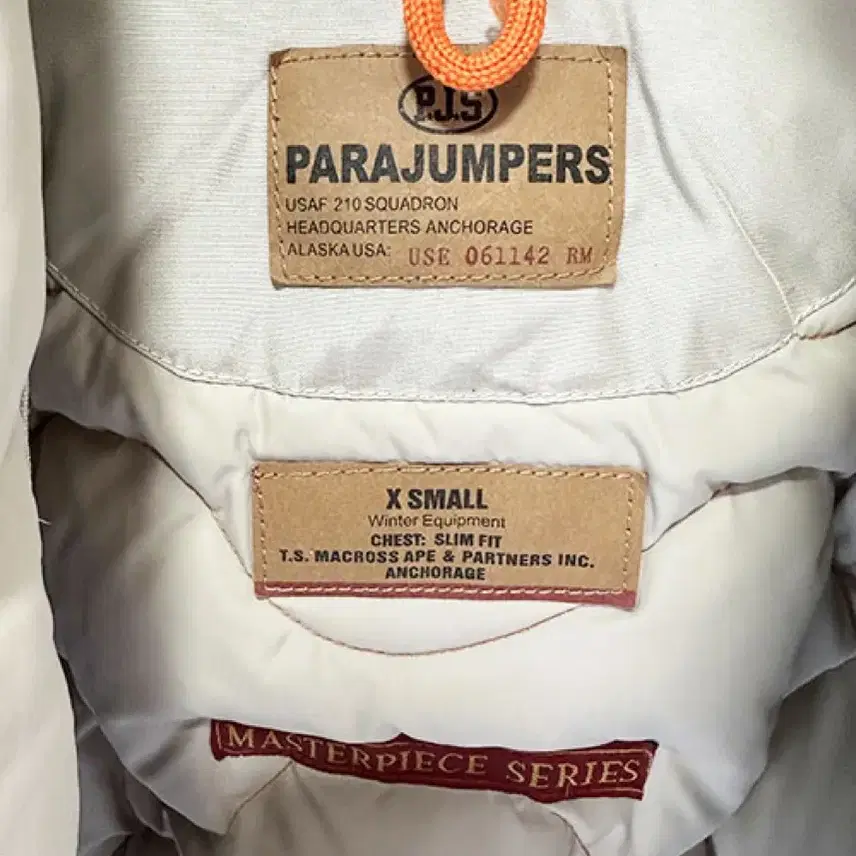 P.J.S
PARAJUMPERS
USAF 210 SQUADRON
HEADQUARTERS ANCHORAGE
ALASKA USA: USE 061142 RM
X SMALL
Winter Equipment
CHEST: SLIM FIT
T.S. MACROSS APE & PARTNERS INC.
ANCHORAGE
MASTERPIECE SERIES